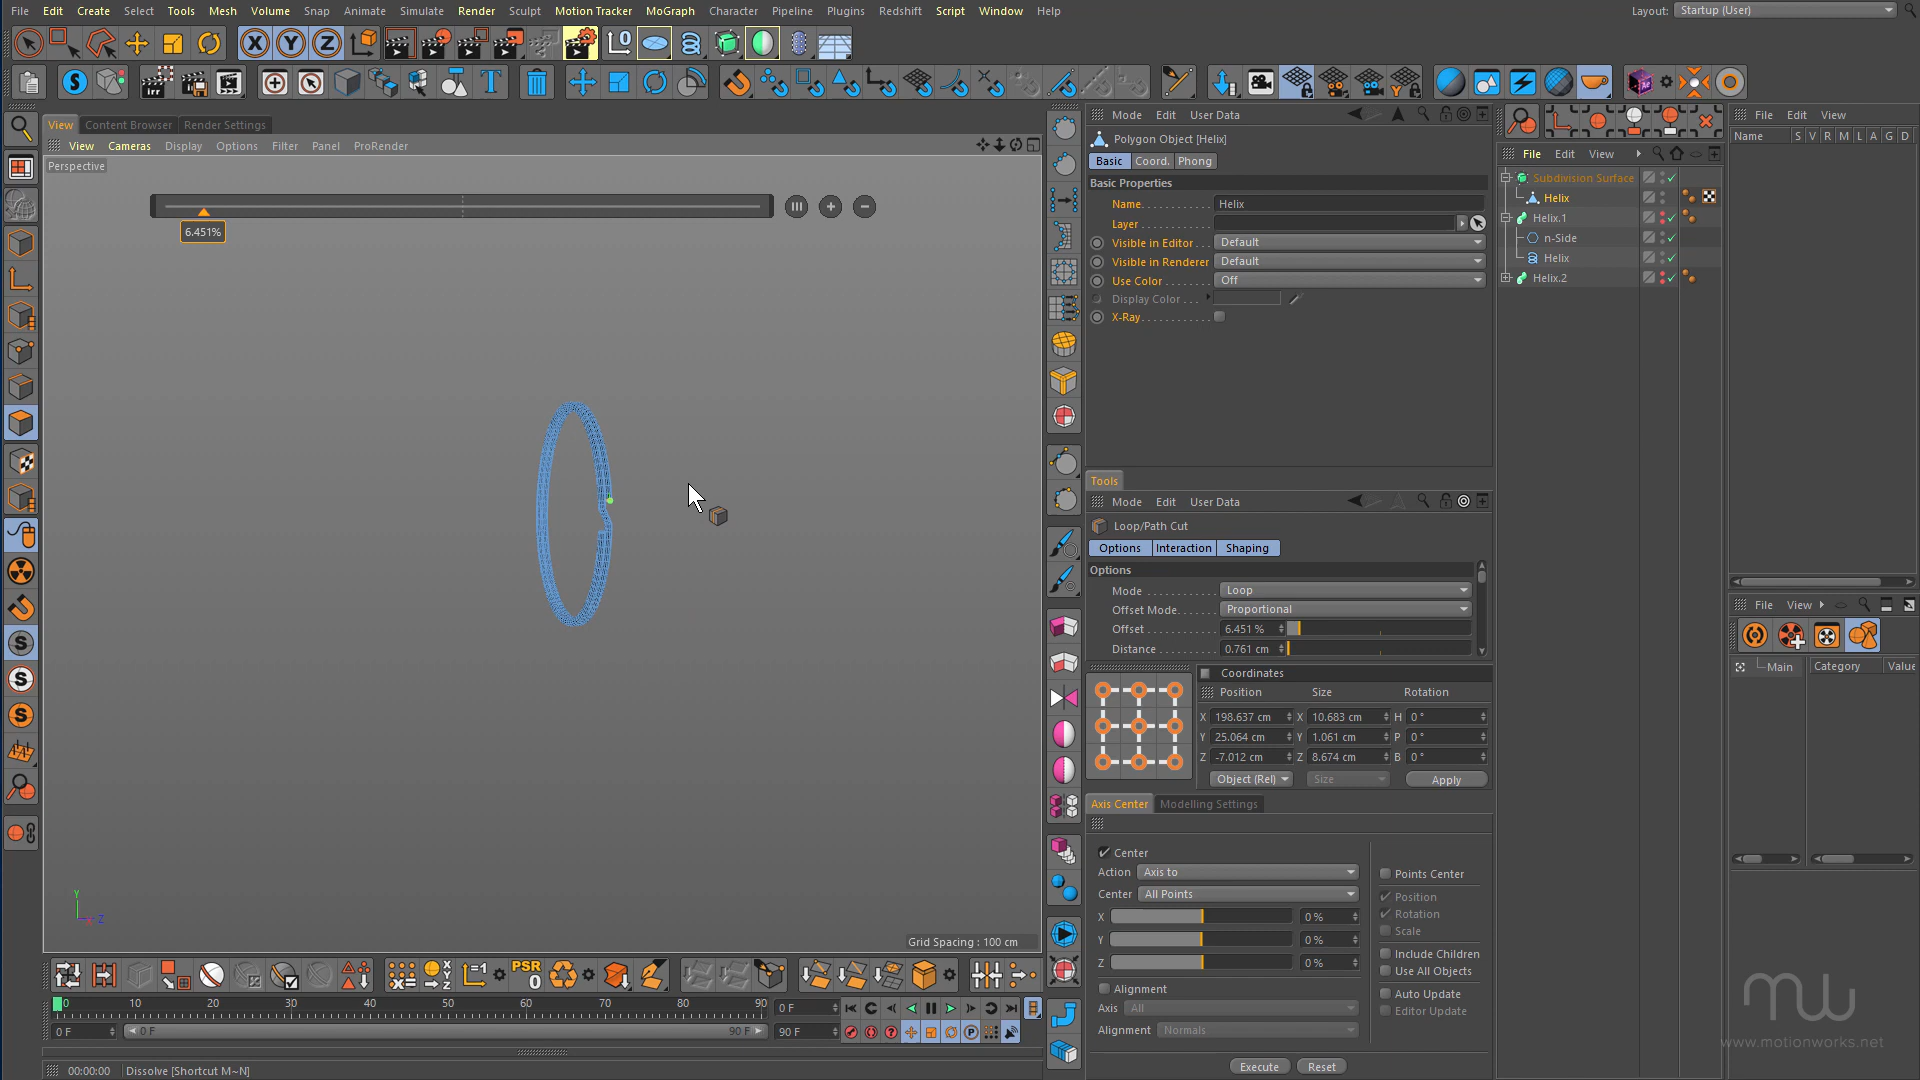 File Edit Create Select Tools Mesh Volume Snap Animate Simulate Render Sculpt Motion Tracker MoGraph Character Pipeline Plugins Redshift Script Window Help Layout: Startup (User)
View Content Browser Render Settings
View Cameras Display Options Filter Panel ProRender
Perspective
6.451%
Grid Spacing : 100 cm
Y
Z
PSR
0
0 10 20 30 40 50 60 70 80 90 0 F
0 F 0 F 90 F 90 F
00:00:00 Dissolve [Shortcut M~N]
Mode Edit User Data
Polygon Object [Helix]
Basic Coord. Phong
Basic Properties
Name Helix
Layer
Visible in Editor Default
Visible in Renderer Default
Use Color Off
Display Color
X-Ray
Tools
Mode Edit User Data
Loop/Path Cut
Options Interaction Shaping
Options
Mode Loop
Offset Mode Proportional
Offset 6.451 %
Distance 0.761 cm
Coordinates
Position Size Rotation
X 198.637 cm X 10.683 cm H 0 °
Y 25.064 cm Y 1.061 cm P 0 °
Z -7.012 cm Z 8.674 cm B 0 °
Object (Rel) Size Apply
Axis Center Modelling Settings
Center
Action Axis to
Center All Points
X 0 %
Y 0 %
Z 0 %
Alignment
Axis All
Alignment Normals
Points Center
Position
Rotation
Scale
Include Children
Use All Objects
Auto Update
Editor Update
Execute Reset
File Edit View
Subdivision Surface
Helix
Helix.1
n-Side
Helix
Helix.2
File Edit View
Name S V R M L A G D
File View
Main Category Value
mw
www.motionworks.net